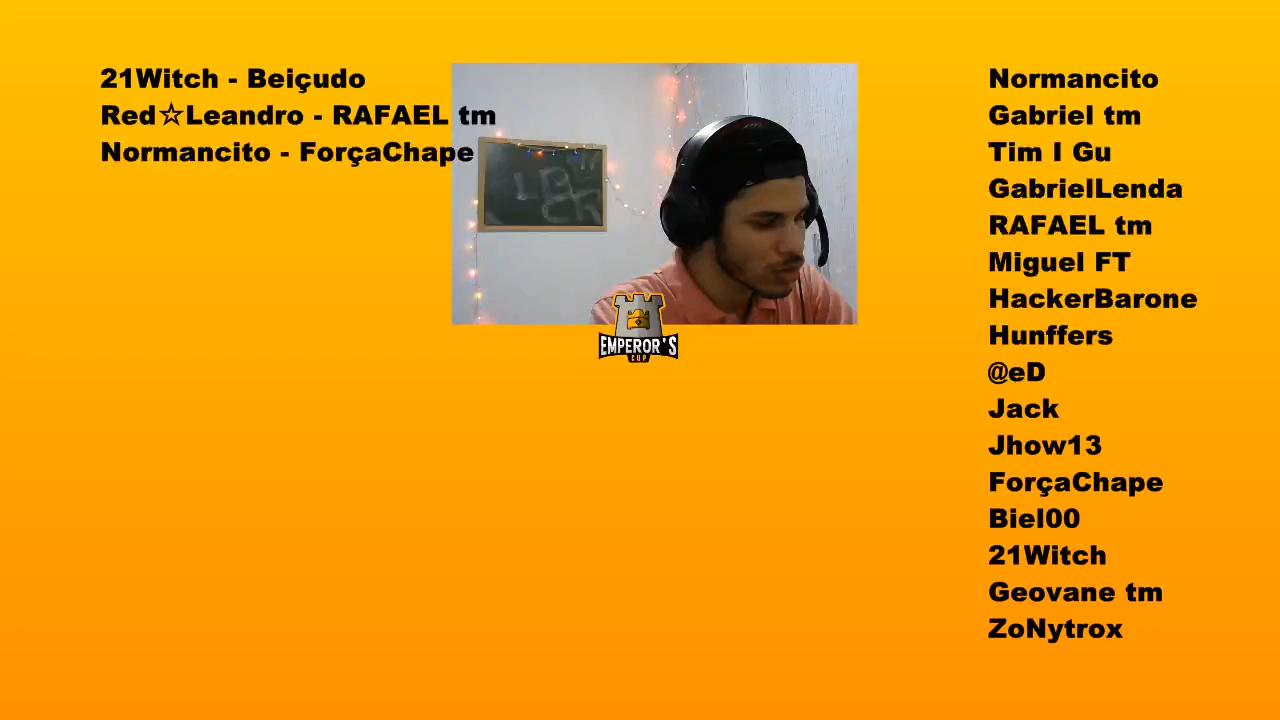 21Witch - Beiçudo
Red☆Leandro - RAFAEL tm
Normancito - ForçaChape
EMPEROR'S
CUP
Normancito
Gabriel tm
Tim I Gu
GabrielLenda
RAFAEL tm
Miguel FT
HackerBarone
Hunffers
@eD
Jack
Jhow13
ForçaChape
Biel00
21Witch
Geovane tm
ZoNytrox